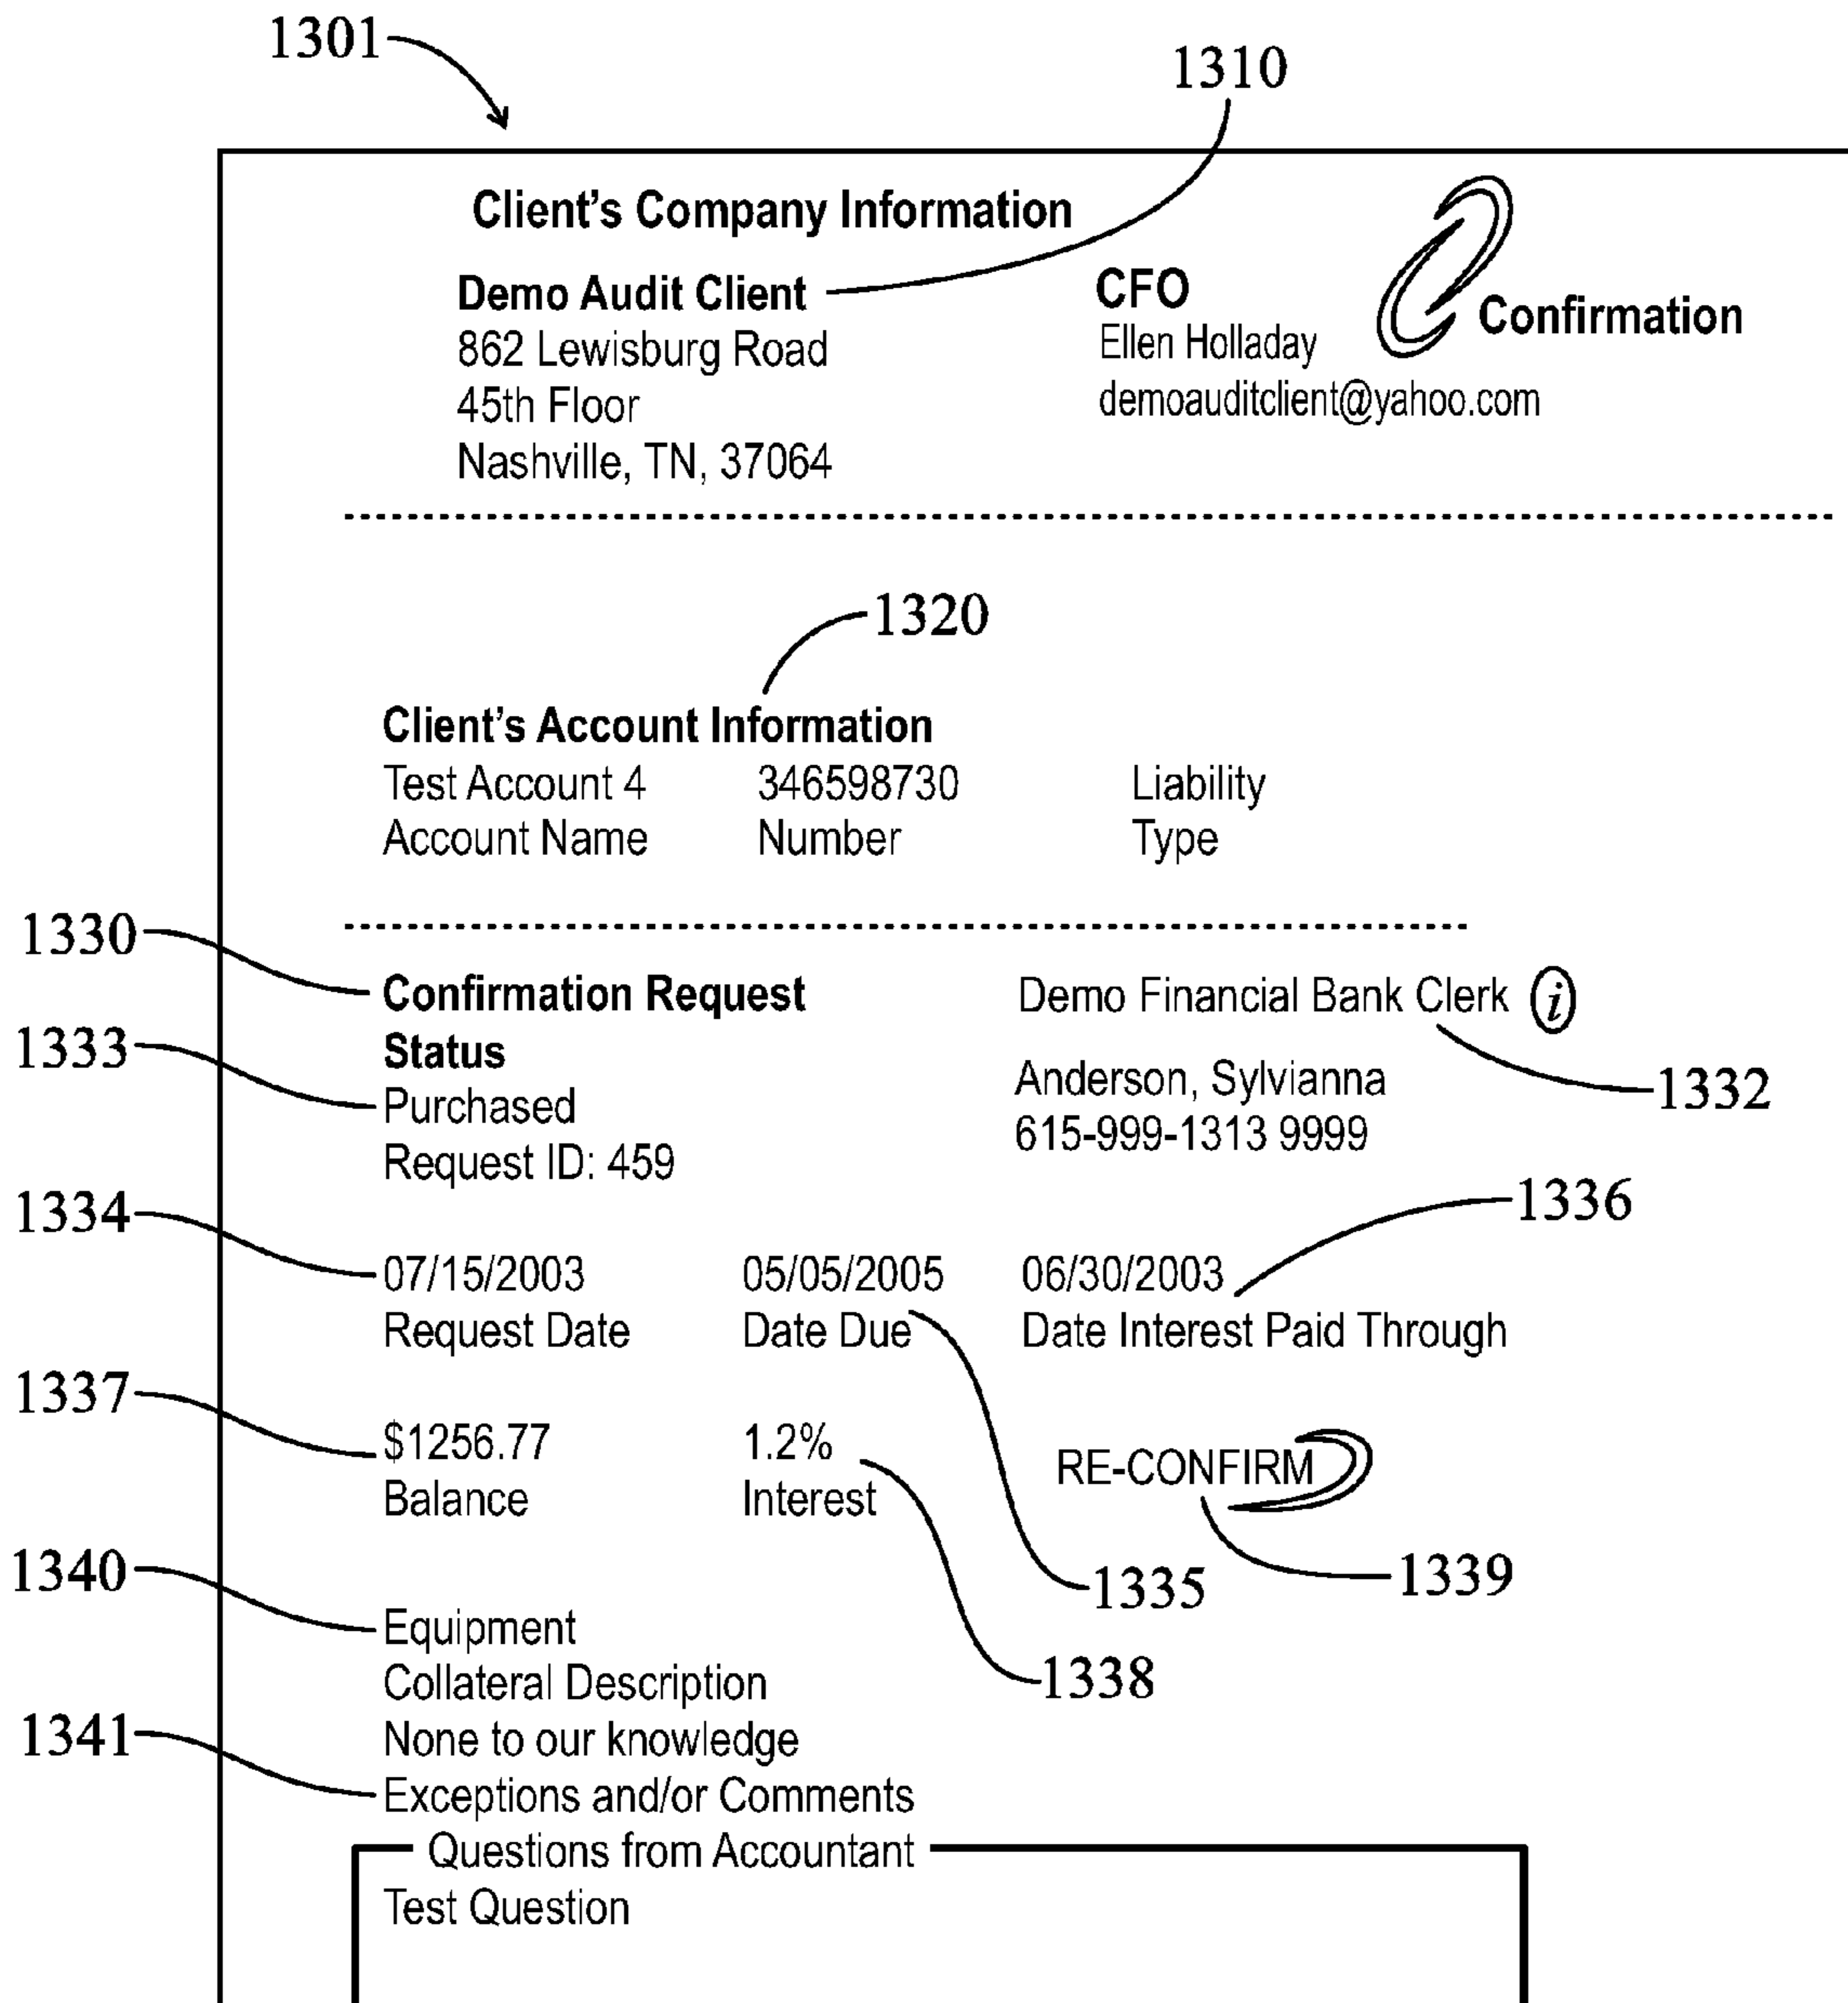 1301
1310
Client's Company Information
Demo Audit Client
862 Lewisburg Road
45th Floor
Nashville, TN, 37064
CFO
Ellen Holladay
demoauditclient@yahoo.com
Confirmation
1320
Client's Account Information
Test Account 4 346598730 Liability
Account Name Number Type
1330
Confirmation Request
Status
1333
Purchased
Request ID: 459
Demo Financial Bank Clerk i
Anderson, Sylvianna
615-999-1313 9999
1332
1334
1336
07/15/2003 05/05/2005 06/30/2003
Request Date Date Due Date Interest Paid Through
1337
$1256.77 1.2% RE-CONFIRM
Balance Interest
1340
1335
1339
Equipment
Collateral Description
1338
1341
None to our knowledge
Exceptions and/or Comments
Questions from Accountant
Test Question